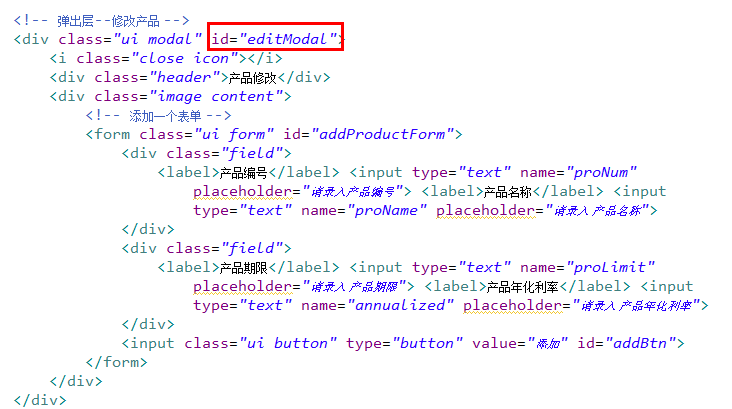 <!-- 弹出层--修改产品 -->
<div class="ui modal" id="editModal">
<i class="close icon"></i>
<div class="header">产品修改</div>
<div class="image content">
<!-- 添加一个表单 -->
<form class="ui form" id="addProductForm">
<div class="field">
<label>产品编号</label> <input type="text" name="proNum"
placeholder="请录入产品编号"> <label>产品名称</label> <input
type="text" name="proName" placeholder="请录入产品名称">
</div>
<div class="field">
<label>产品期限</label> <input type="text" name="proLimit"
placeholder="请录入产品期限"> <label>产品年化利率</label> <input
type="text" name="annualized" placeholder="请录入产品年化利率">
</div>
<input class="ui button" type="button" value="添加" id="addBtn">
</form>
</div>
</div>